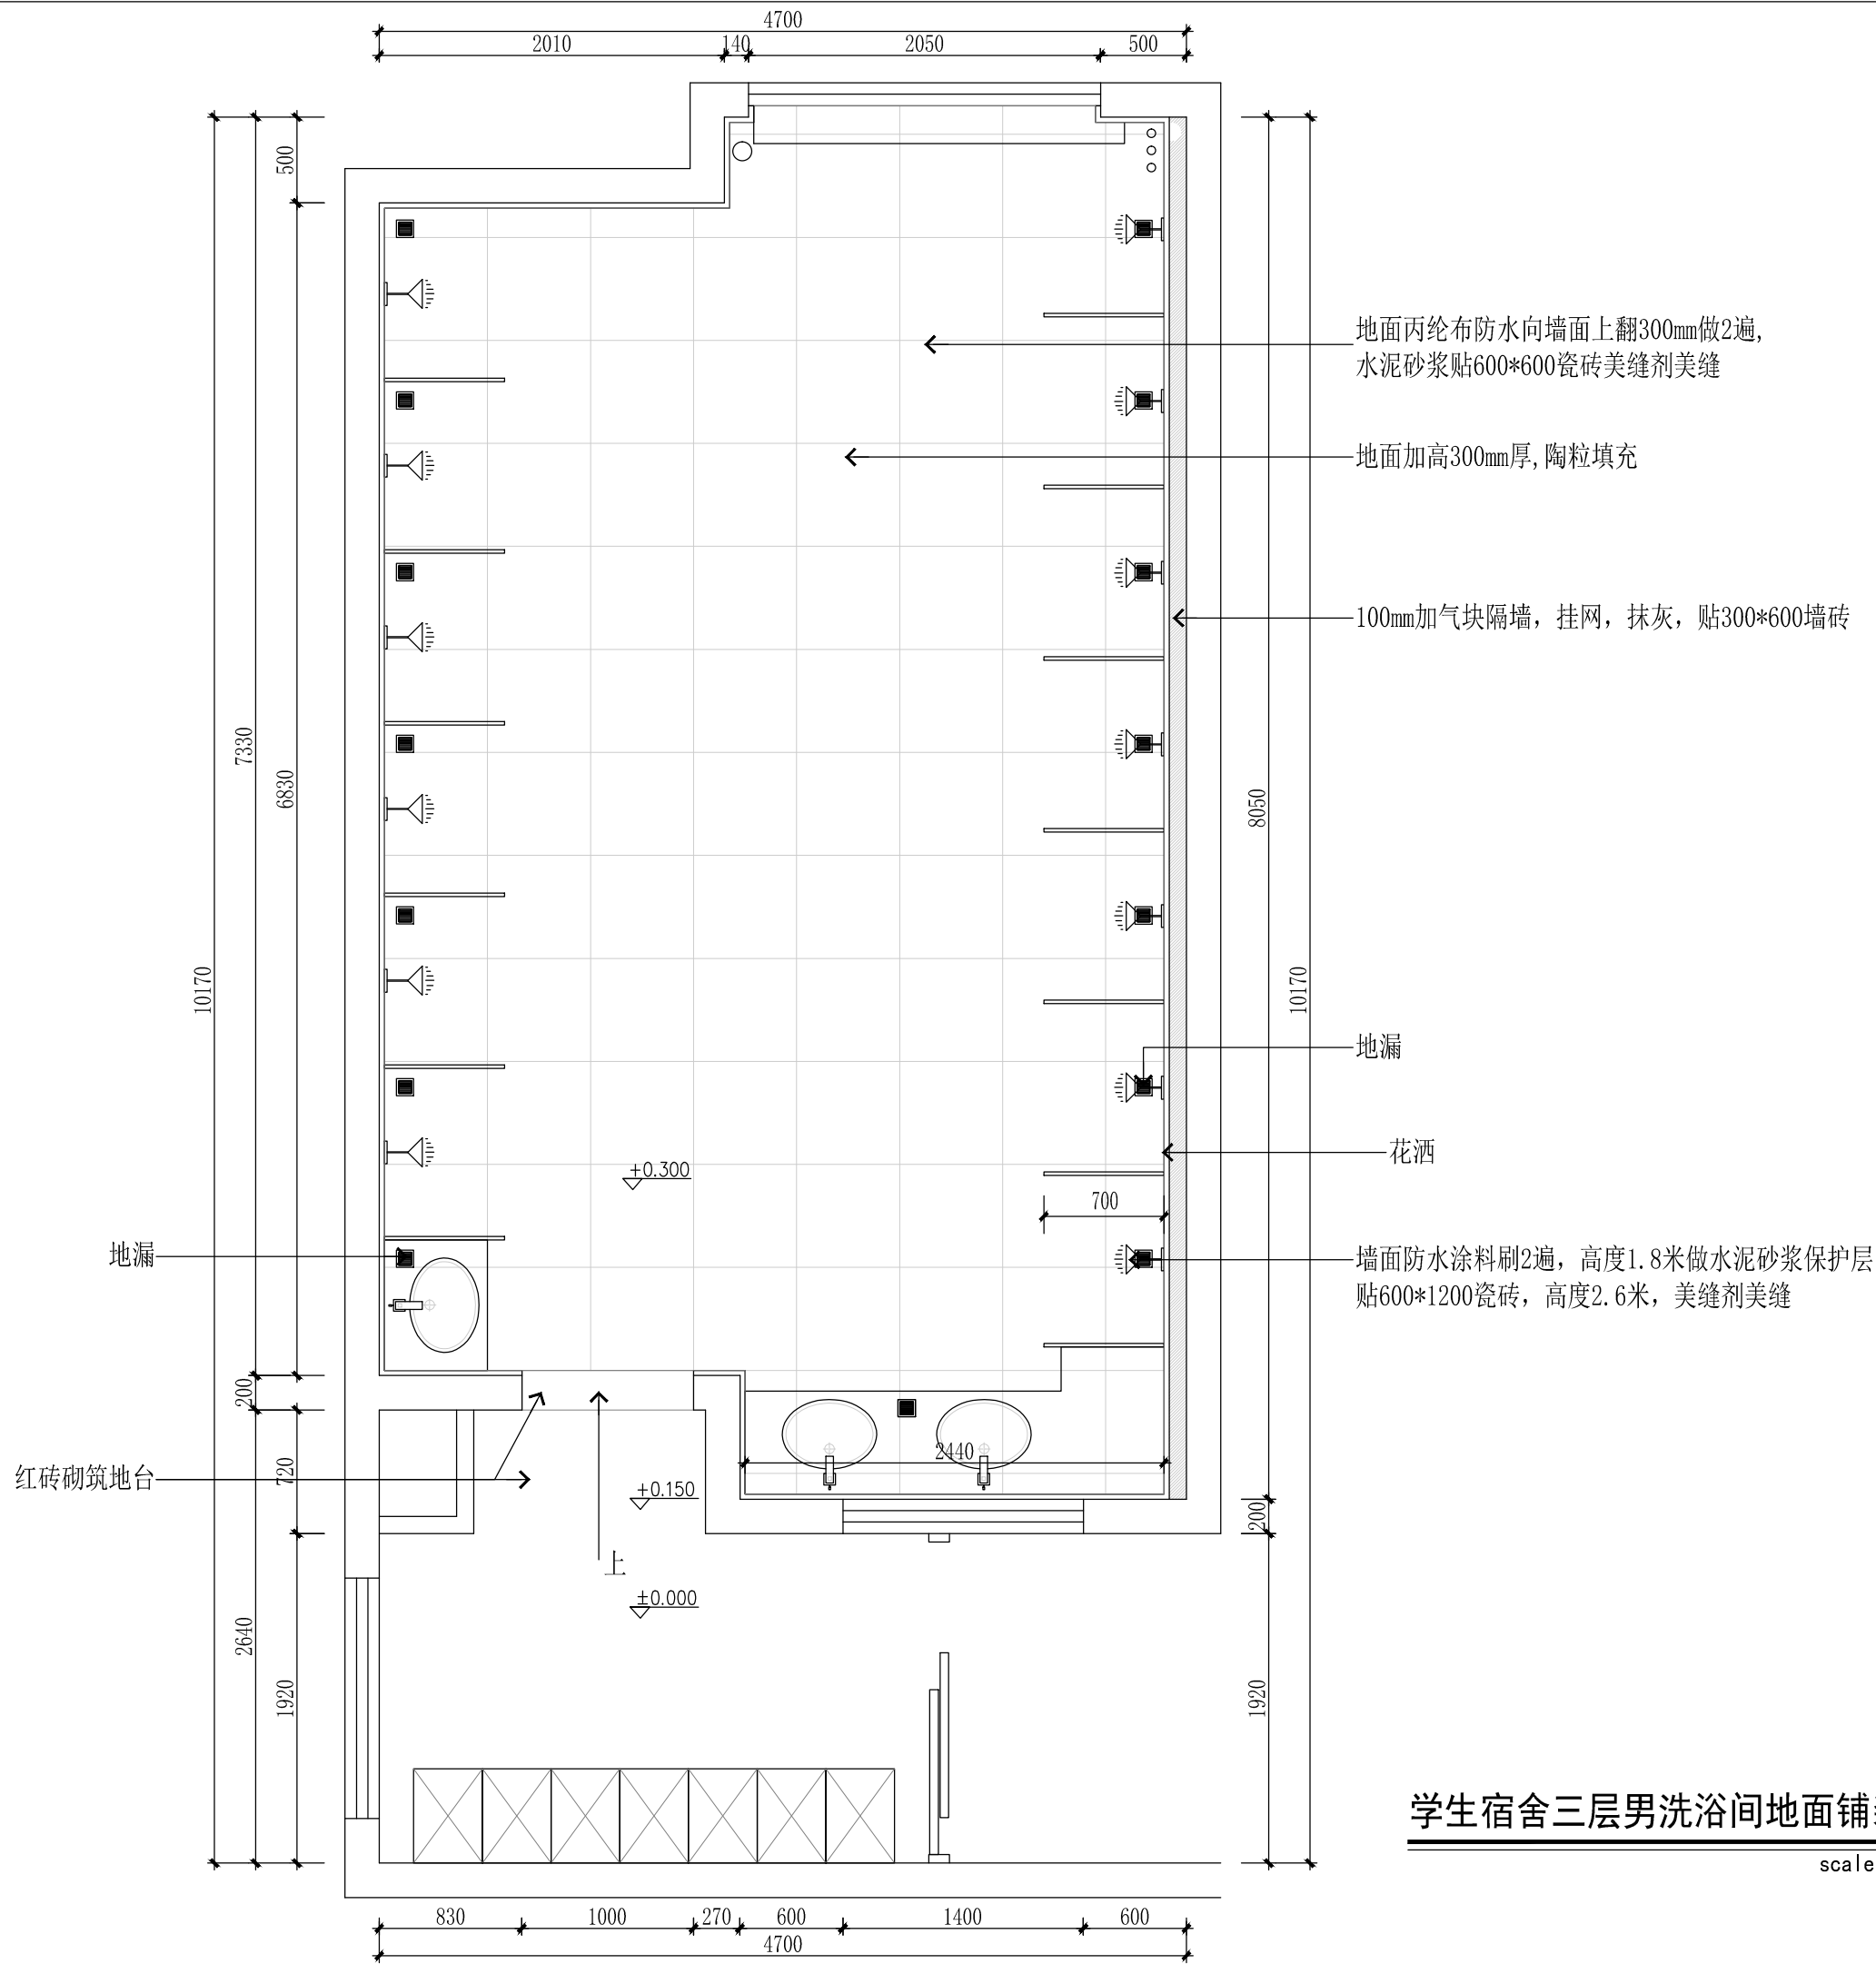 4700
2010
140
2050
500
500
7330
6830
10170
200
720
2640
1920
8050
10170
200
1920
地面丙纶布防水向墙面上翻300mm做2遍,
水泥砂浆贴600*600瓷砖美缝剂美缝
地面加高300mm厚,陶粒填充
100mm加气块隔墙，挂网，抹灰，贴300*600墙砖
地漏
花洒
+0.300
700
地漏
墙面防水涂料刷2遍，高度1.8米做水泥砂浆保护层
贴600*1200瓷砖，高度2.6米，美缝剂美缝
2440
红砖砌筑地台
+0.150
上
±0.000
学生宿舍三层男洗浴间地面铺
scale
830
1000
270
600
1400
600
4700